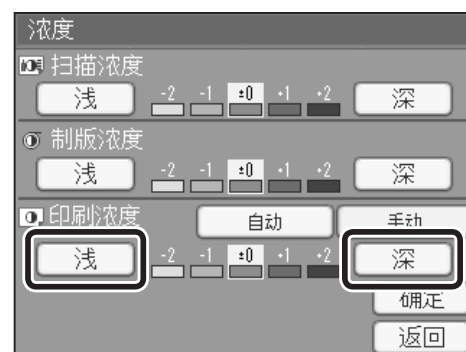 浓度
扫描浓度
浅 -2 -1 ±0 +1 +2 深
制版浓度
浅 -2 -1 ±0 +1 +2 深
印刷浓度 自动 手动
浅 -2 -1 ±0 +1 +2 深
确定
返回